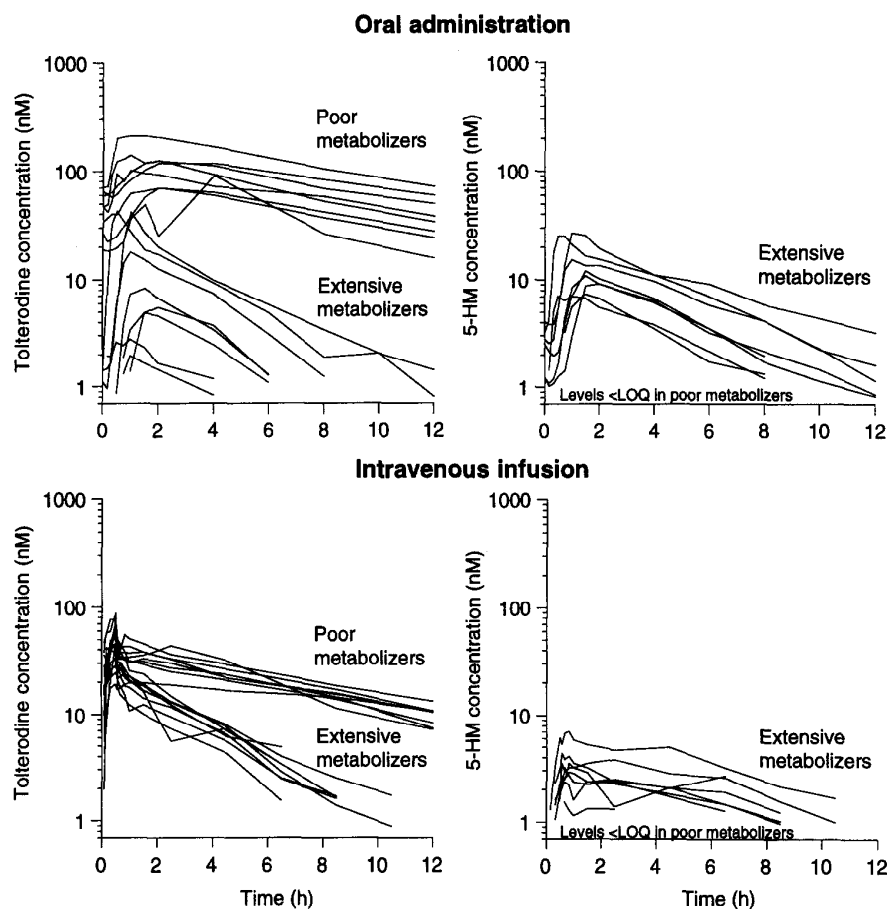 Oral administration
Tolterodine concentration (nM)
1000
100
10
1
Poor
metabolizers
Extensive
metabolizers
0 2 4 6 8 10 12
5-HM concentration (nM)
1000
100
10
1
Extensive
metabolizers
Levels <LOQ in poor metabolizers
0 2 4 6 8 10 12
Intravenous infusion
Tolterodine concentration (nM)
1000
100
10
1
Poor
metabolizers
Extensive
metabolizers
0 2 4 6 8 10 12
Time (h)
5-HM concentration (nM)
1000
100
10
1
Extensive
metabolizers
Levels <LOQ in poor metabolizers
0 2 4 6 8 10 12
Time (h)